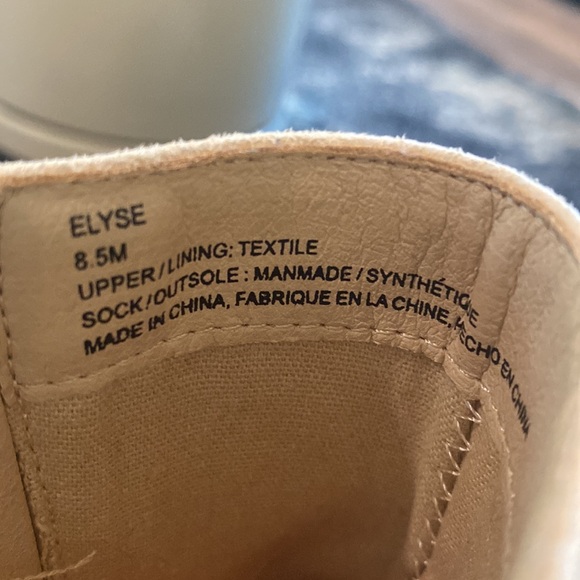 ELYSE
8.5M
UPPER/LINING: TEXTILE
SOCK/OUTSOLE: MANMADE/SYNTHÉTIQUE
MADE IN CHINA, FABRIQUE EN LA CHINE, HECHO EN CHINA